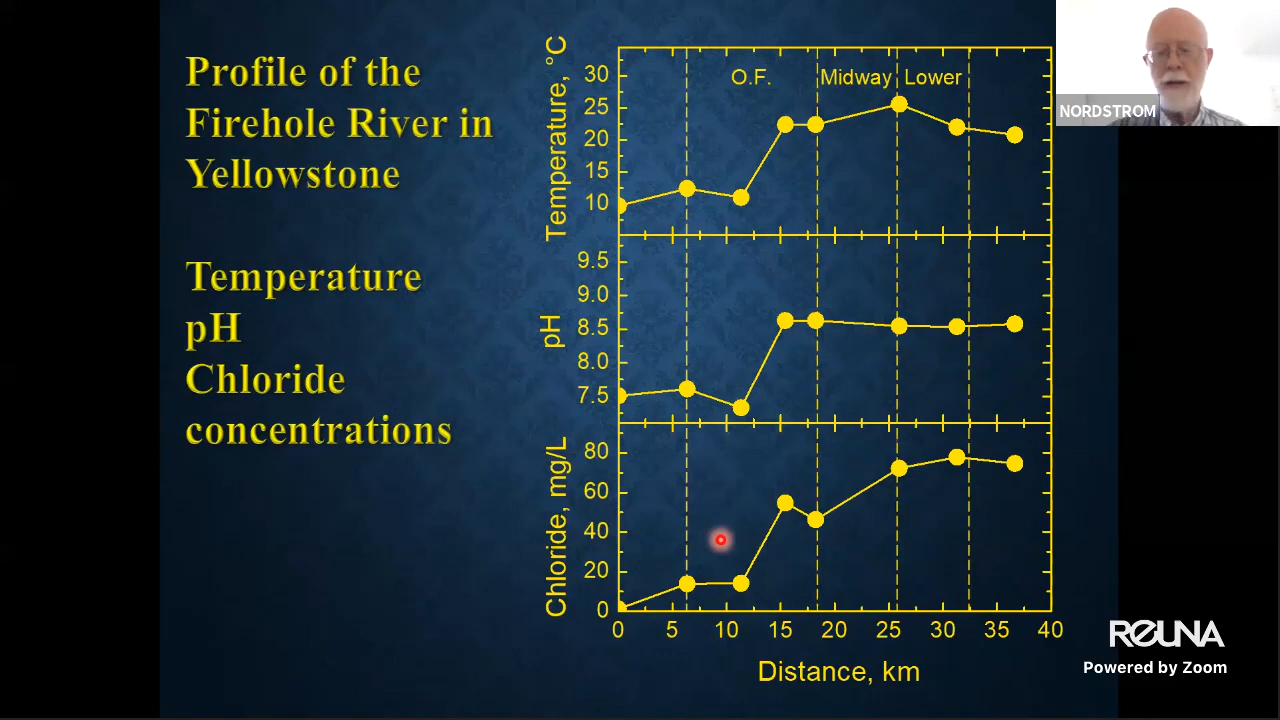 Profile of the
Firehole River in
Yellowstone
Temperature
pH
Chloride
concentrations
Temperature, °C
30
25
20
15
10
O.F.
Midway
Lower
pH
9.5
9.0
8.5
8.0
7.5
Chloride, mg/L
80
60
40
20
0
0 5 10 15 20 25 30 35 40
Distance, km
NORDSTROM
REUNA
Powered by Zoom